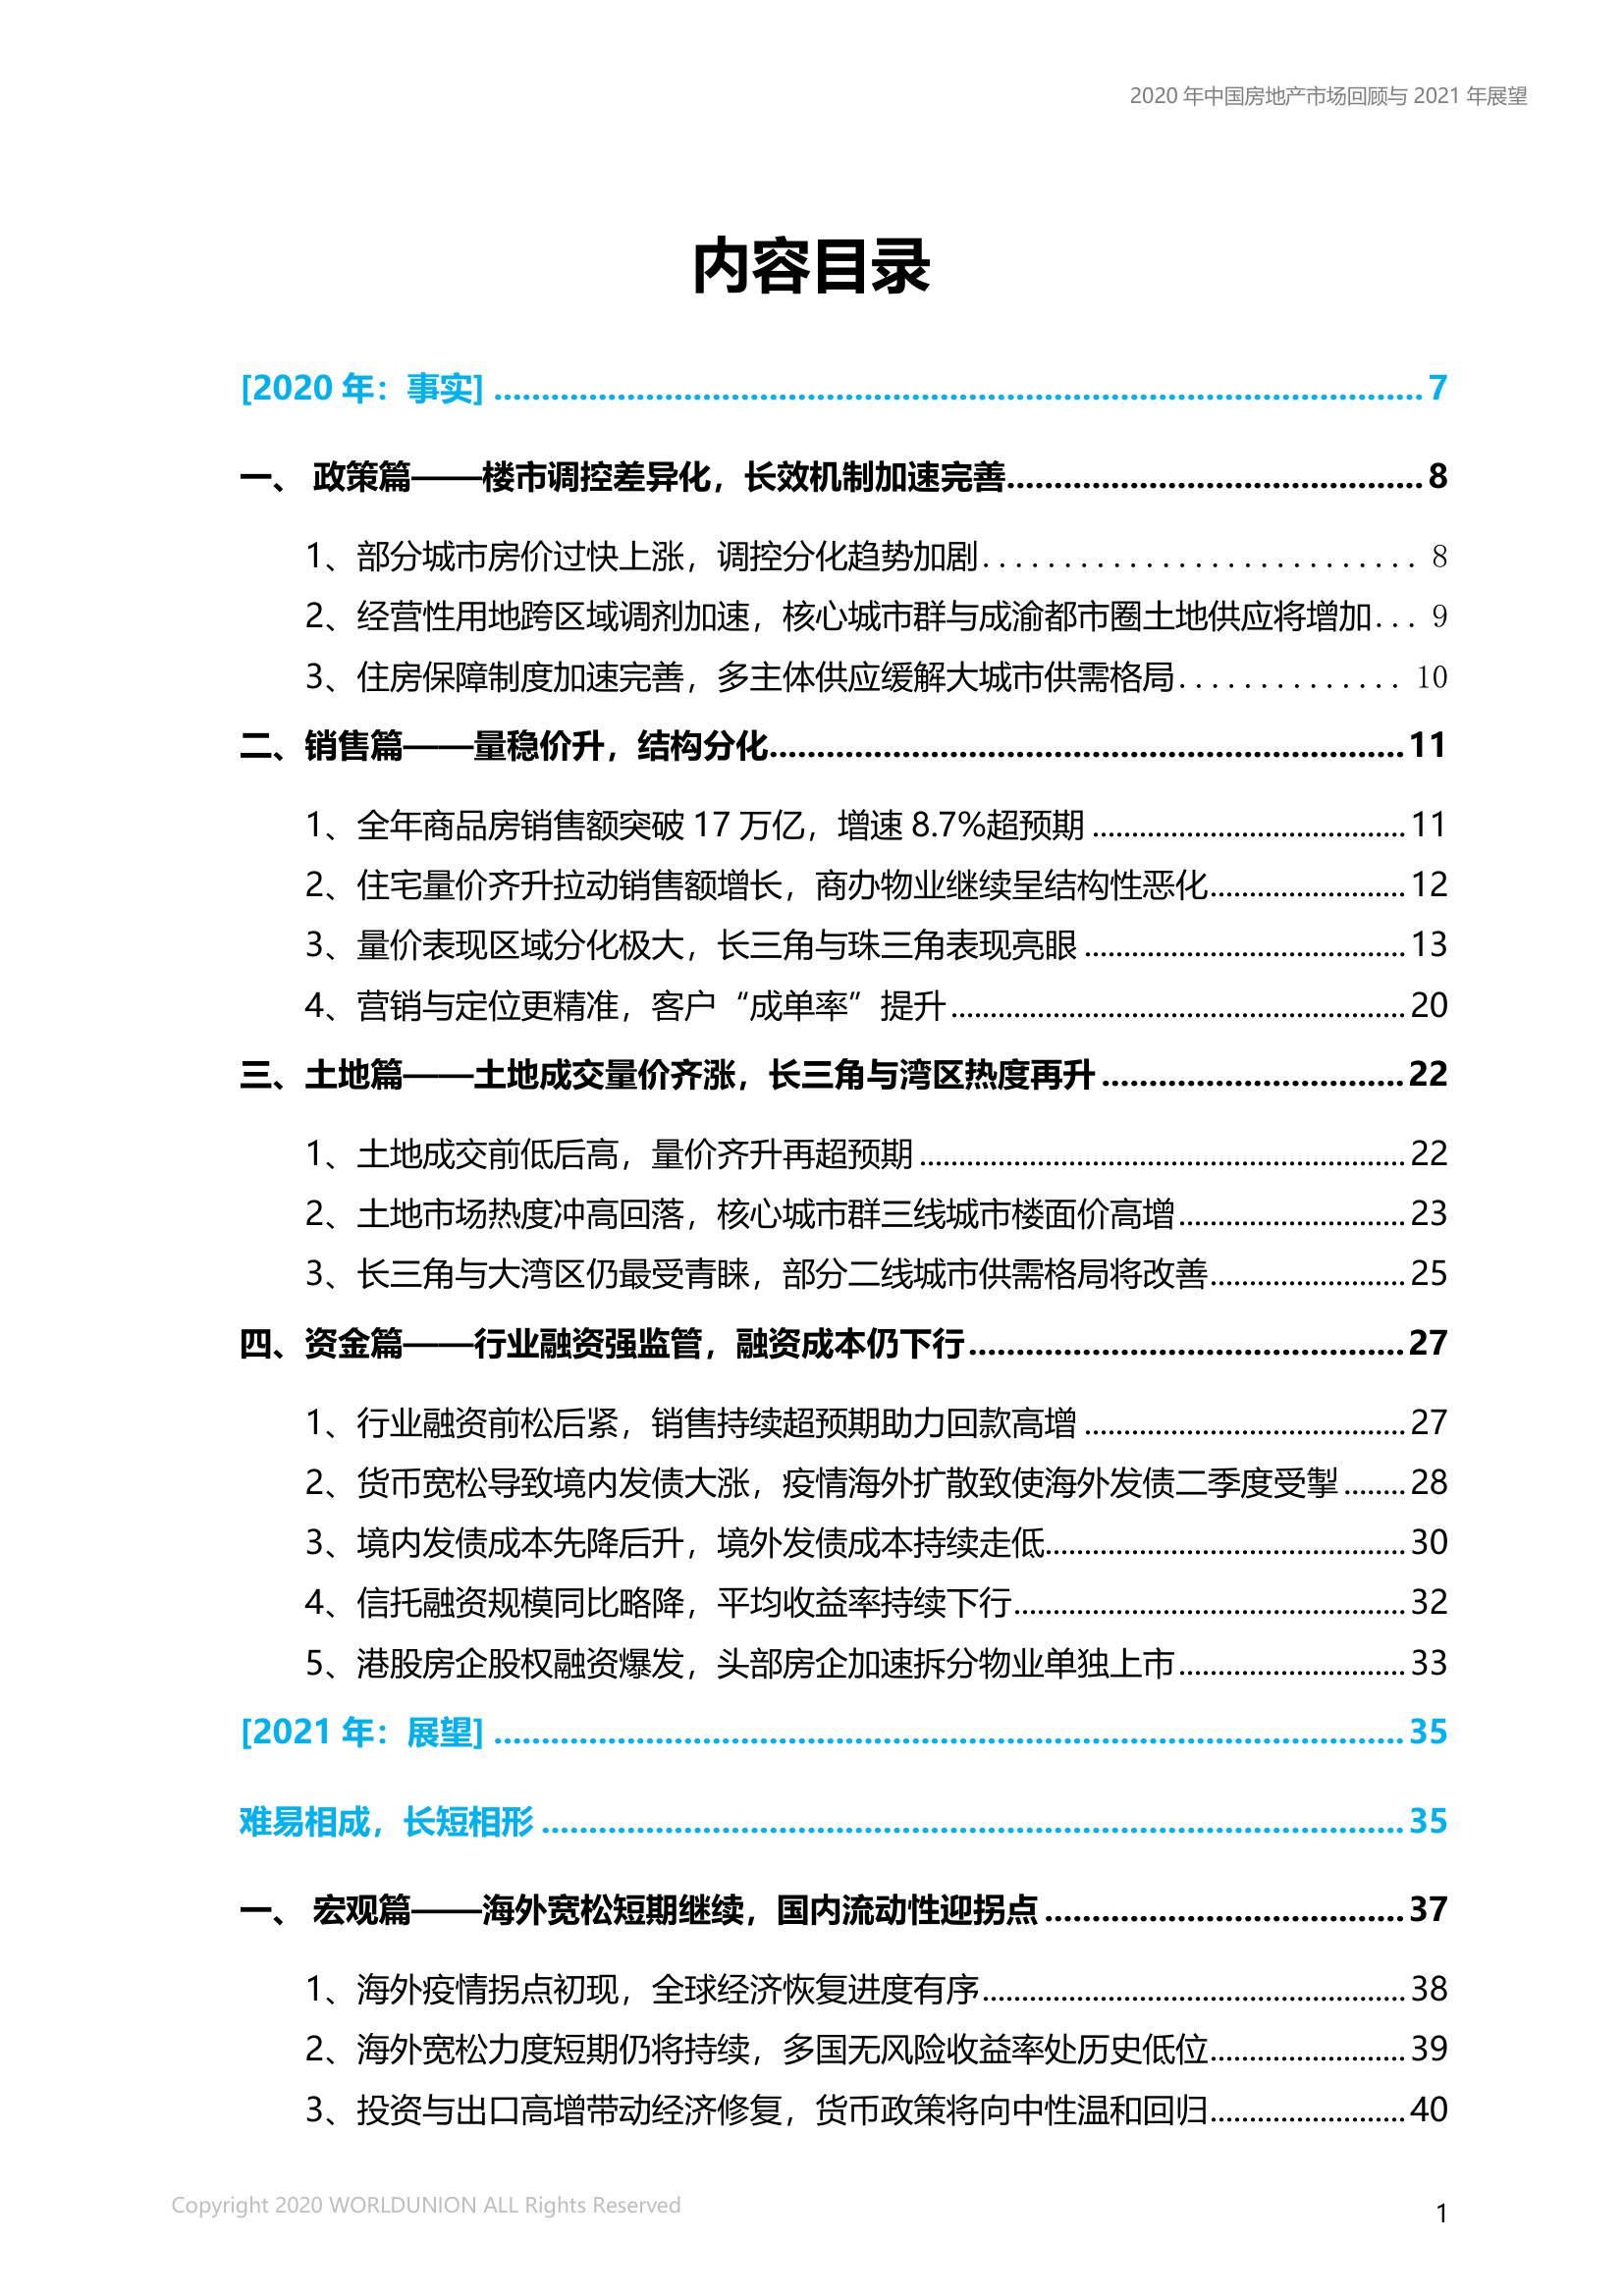 2020 年中国房地产市场回顾与 2021 年展望
内容目录
[2020 年：事实] ........................................................................................................ 7
一、 政策篇——楼市调控差异化，长效机制加速完善............................................ 8
1、部分城市房价过快上涨，调控分化趋势加剧........................... 8
2、经营性用地跨区域调剂加速，核心城市群与成渝都市圈土地供应将增加... 9
3、住房保障制度加速完善，多主体供应缓解大城市供需格局.............. 10
二、销售篇——量稳价升，结构分化.................................................................... 11
1、全年商品房销售额突破 17 万亿，增速 8.7%超预期 ........................................ 11
2、住宅量价齐升拉动销售额增长，商办物业继续呈结构性恶化......................... 12
3、量价表现区域分化极大，长三角与珠三角表现亮眼 ......................................... 13
4、营销与定位更精准，客户“成单率”提升 .......................................................... 20
三、土地篇——土地成交量价齐涨，长三角与湾区热度再升 ................................ 22
1、土地成交前低后高，量价齐升再超预期 .............................................................. 22
2、土地市场热度冲高回落，核心城市群三线城市楼面价高增............................. 23
3、长三角与大湾区仍最受青睐，部分二线城市供需格局将改善......................... 25
四、资金篇——行业融资强监管，融资成本仍下行............................................... 27
1、行业融资前松后紧，销售持续超预期助力回款高增 ......................................... 27
2、货币宽松导致境内发债大涨，疫情海外扩散致使海外发债二季度受掣 ........ 28
3、境内发债成本先降后升，境外发债成本持续走低.............................................. 30
4、信托融资规模同比略降，平均收益率持续下行.................................................. 32
5、港股房企股权融资爆发，头部房企加速拆分物业单独上市............................. 33
[2021 年：展望] ...................................................................................................... 35
难易相成，长短相形 ............................................................................................... 35
一、 宏观篇——海外宽松短期继续，国内流动性迎拐点 ...................................... 37
1、海外疫情拐点初现，全球经济恢复进度有序...................................................... 38
2、海外宽松力度短期仍将持续，多国无风险收益率处历史低位......................... 39
3、投资与出口高增带动经济修复，货币政策将向中性温和回归......................... 40
Copyright 2020 WORLDUNION ALL Rights Reserved
1